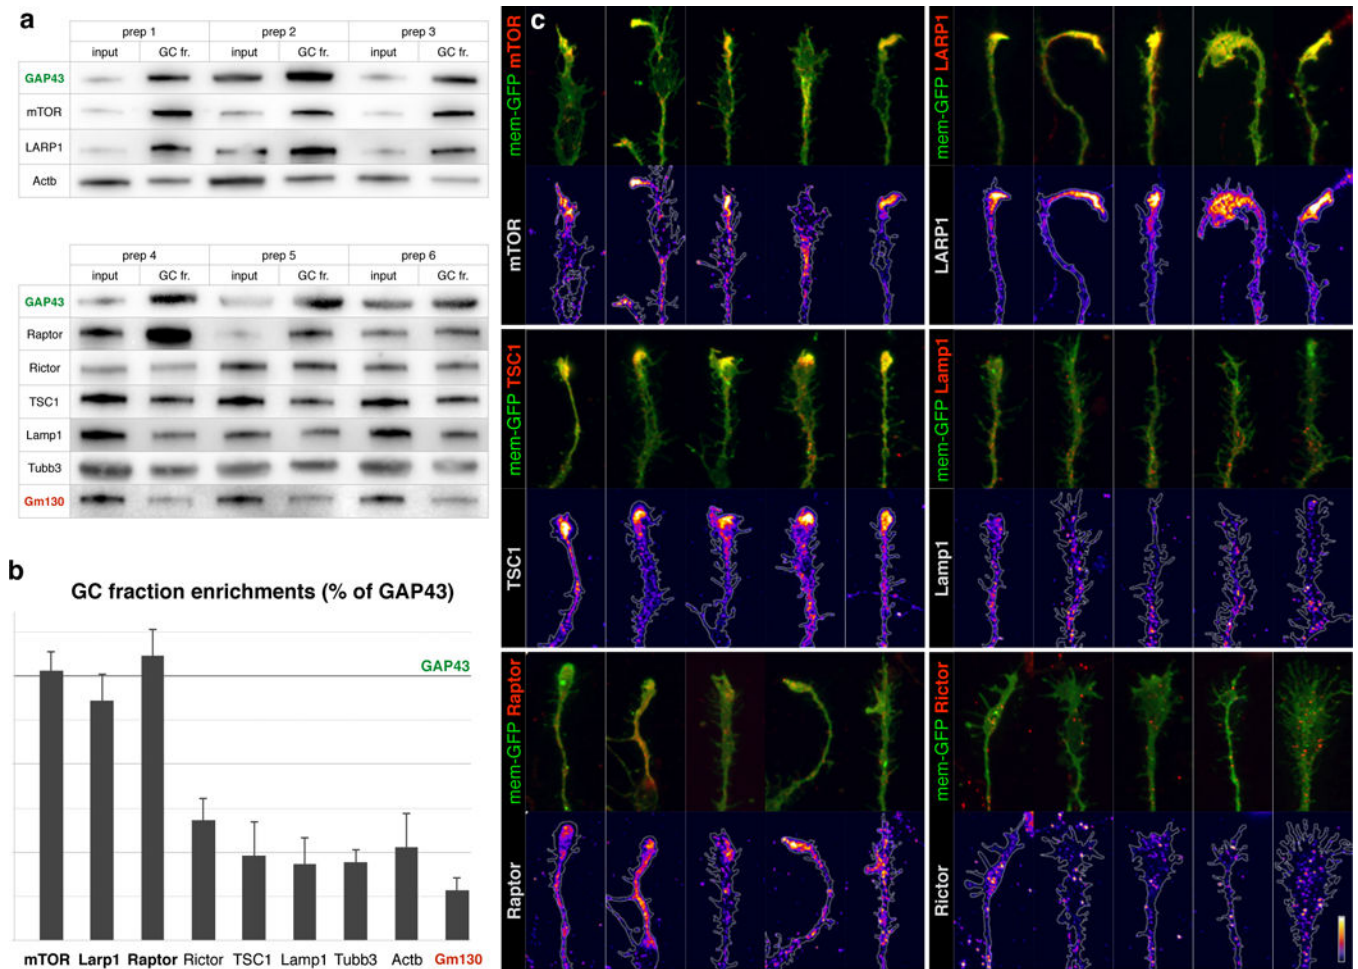 a
prep 1 prep 2 prep 3
input GC fr. input GC fr. input GC fr.
GAP43
mTOR
LARP1
Actb
prep 4 prep 5 prep 6
input GC fr. input GC fr. input GC fr.
GAP43
Raptor
Rictor
TSC1
Lamp1
Tubb3
Gm130
b
GC fraction enrichments (% of GAP43)
GAP43
mTOR Larp1 Raptor Rictor TSC1 Lamp1 Tubb3 Actb Gm130
c
mem-GFP mTOR
mTOR
mem-GFP LARP1
LARP1
mem-GFP TSC1
TSC1
mem-GFP Lamp1
Lamp1
mem-GFP Raptor
Raptor
mem-GFP Rictor
Rictor